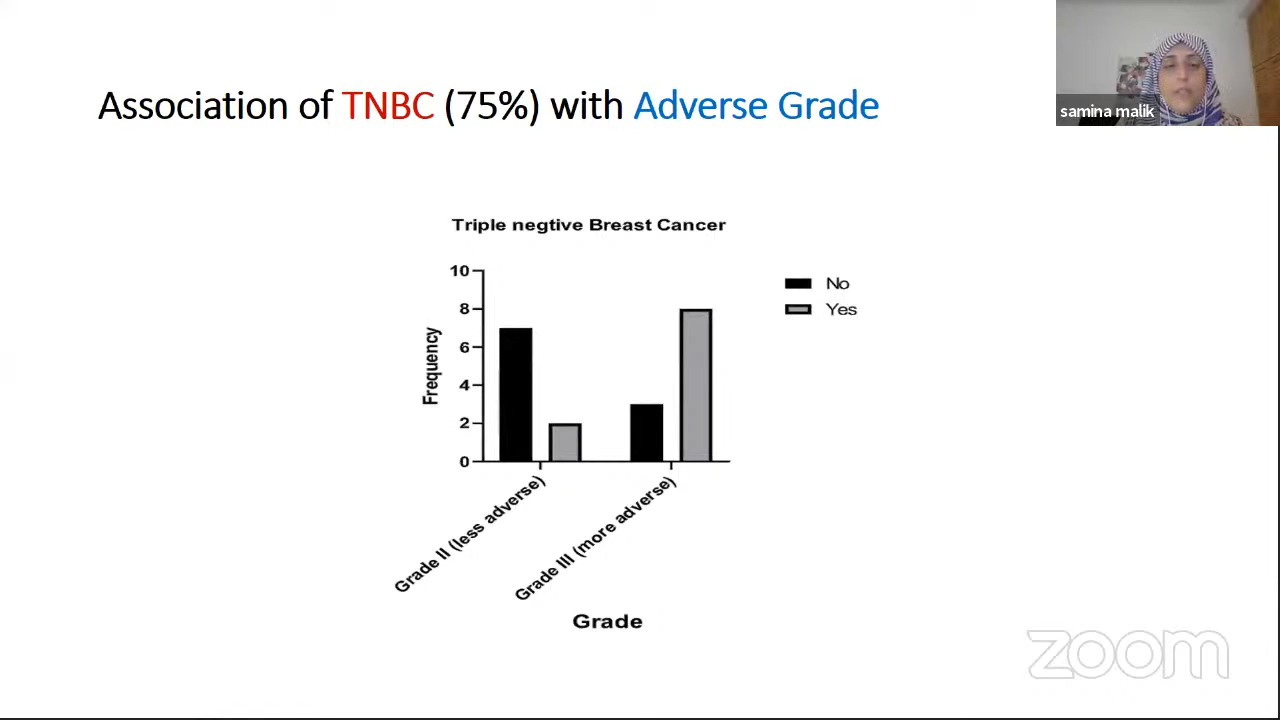 Association of TNBC (75%) with Adverse Grade
samina malik
Triple negtive Breast Cancer
No
Yes
10
8
6
4
2
0
Frequency
Grade II (less adverse)
Grade III (more adverse)
Grade
zoom